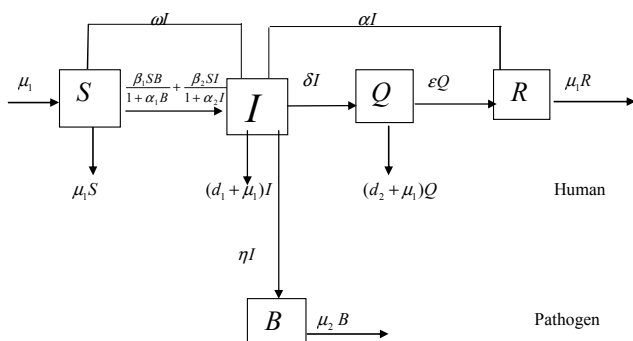 ωI
αI
μ₁
S
β₁SB / 1 + α₁B + β₂SI / 1 + α₂I
I
δI
Q
εQ
R
μ₁R
μ₁S
(d₁ + μ₁)I
(d₂ + μ₁)Q
Human
ηI
B
μ₂ B
Pathogen